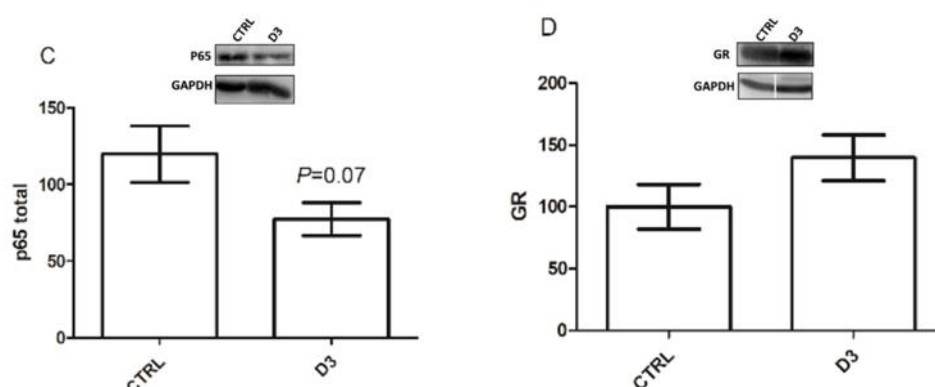 C
CTRL D3
P65
GAPDH
150
100
50
0
p65 total
P=0.07
CTRL D3
D
CTRL D3
GR
GAPDH
200
150
100
50
0
GR
CTRL D3